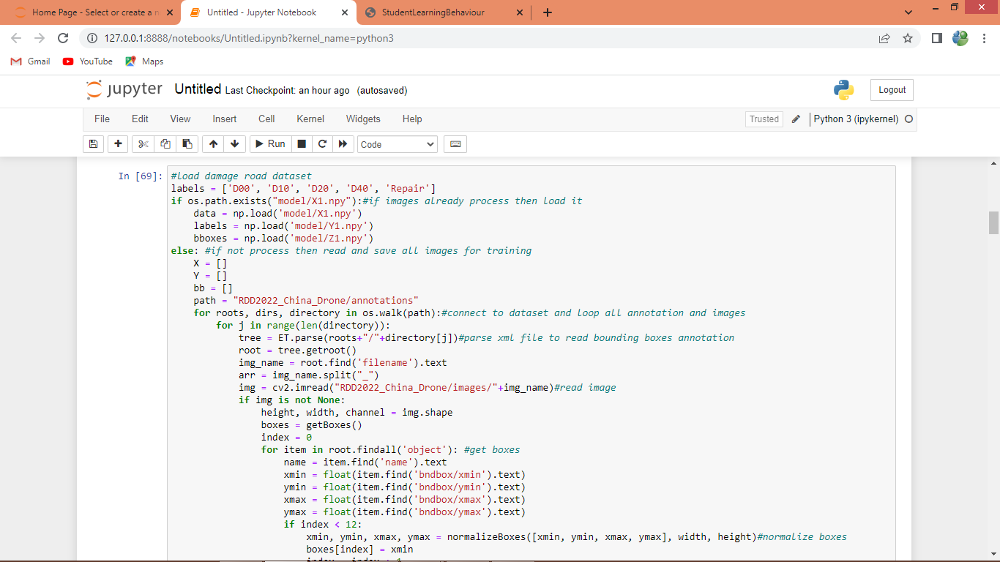 Home Page - Select or create a n
Untitled - Jupyter Notebook
StudentLearningBehaviour
127.0.0.1:8888/notebooks/Untitled.ipynb?kernel_name=python3
Gmail YouTube Maps
jupyter Untitled Last Checkpoint: an hour ago (autosaved) Logout
File Edit View Insert Cell Kernel Widgets Help Trusted Python 3 (ipykernel)
Run Code
In [69]: #load damage road dataset
labels = ['D00', 'D10', 'D20', 'D40', 'Repair']
if os.path.exists("model/X1.npy"):#if images already process then load it
    data = np.load('model/X1.npy')
    labels = np.load('model/Y1.npy')
    bboxes = np.load('model/Z1.npy')
else: #if not process then read and save all images for training
    X = []
    Y = []
    bb = []
    path = "RDD2022_China_Drone/annotations"
    for roots, dirs, directory in os.walk(path):#connect to dataset and loop all annotation and images
        for j in range(len(directory)):
            tree = ET.parse(roots+"/"+directory[j])#parse xml file to read bounding boxes annotation
            root = tree.getroot()
            img_name = root.find('filename').text
            arr = img_name.split("_")
            img = cv2.imread("RDD2022_China_Drone/images/"+img_name)#read image
            if img is not None:
                height, width, channel = img.shape
                boxes = getBoxes()
                index = 0
                for item in root.findall('object'): #get boxes
                    name = item.find('name').text
                    xmin = float(item.find('bndbox/xmin').text)
                    ymin = float(item.find('bndbox/ymin').text)
                    xmax = float(item.find('bndbox/xmax').text)
                    ymax = float(item.find('bndbox/ymax').text)
                    if index < 12:
                        xmin, ymin, xmax, ymax = normalizeBoxes([xmin, ymin, xmax, ymax], width, height)#normalize boxes
                        boxes[index] = xmin